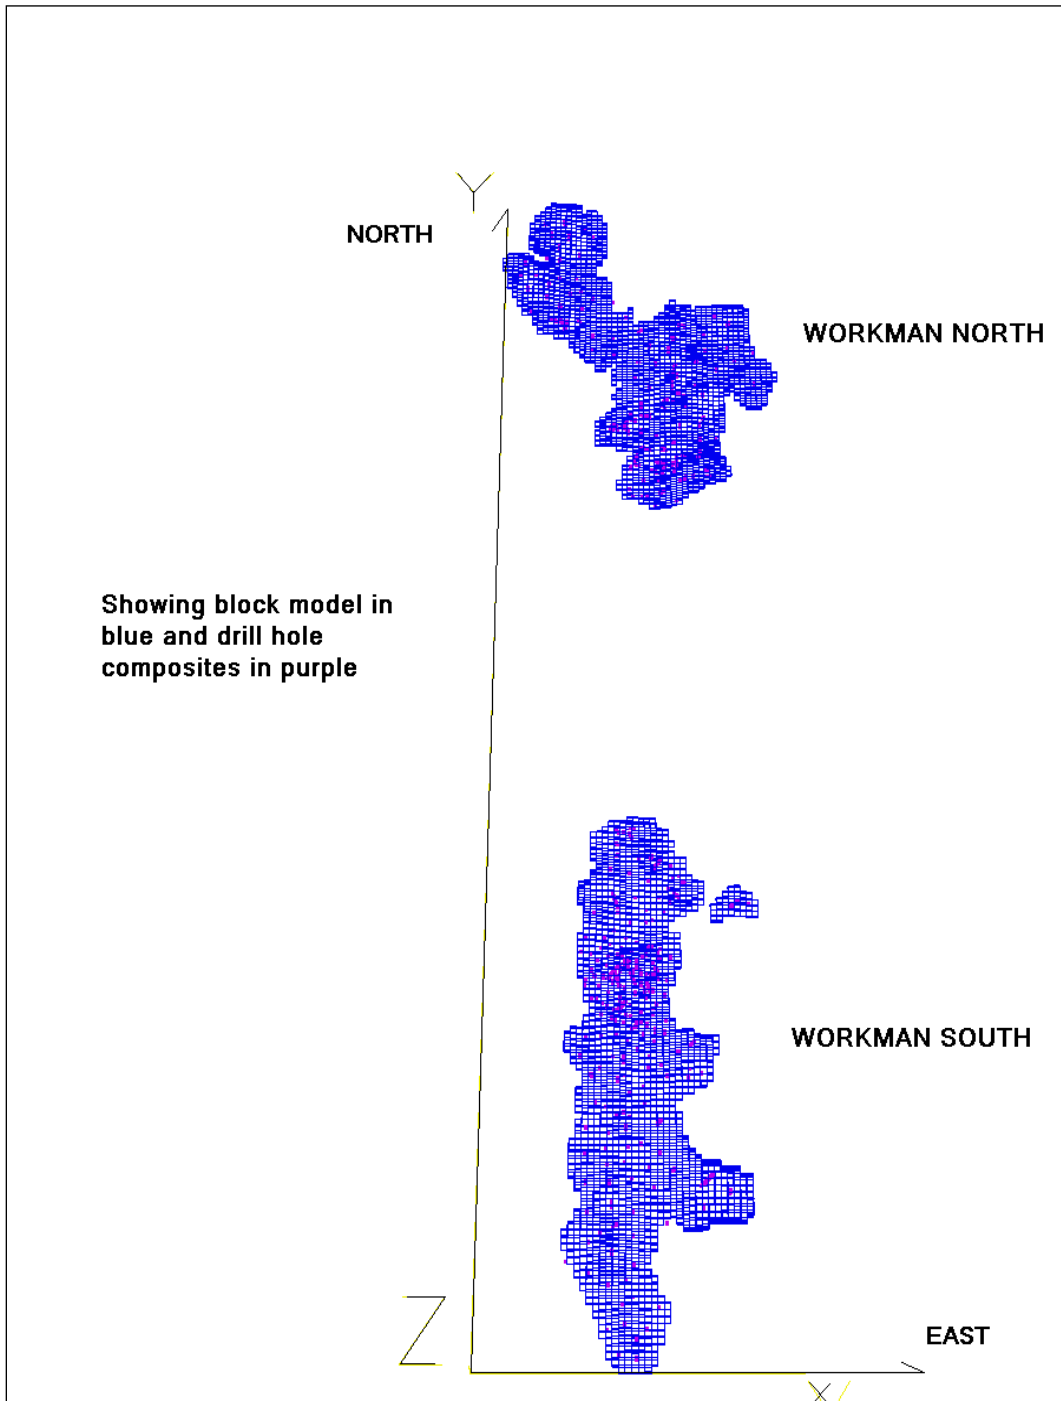 Y
NORTH
WORKMAN NORTH
Showing block model in
blue and drill hole
composites in purple
WORKMAN SOUTH
Z
EAST
X